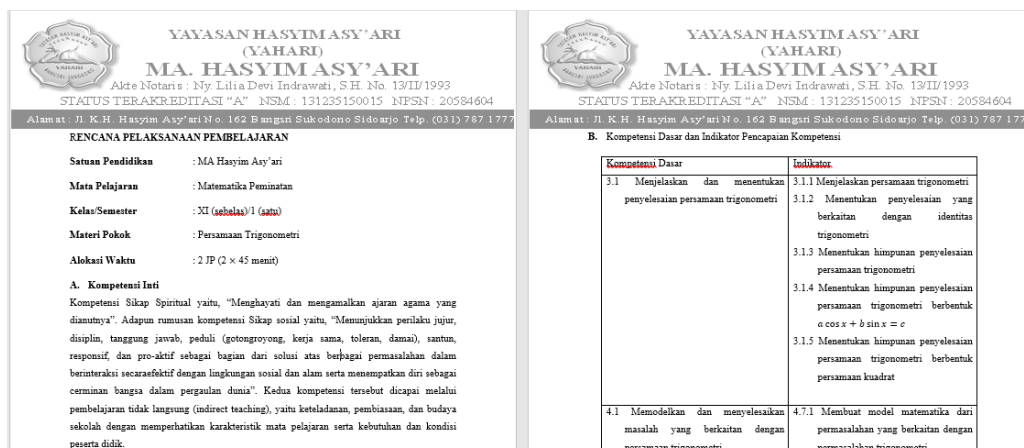 YAYASAN HASYIM ASY'ARI
(YAHARI)
MA. HASYIM ASY'ARI
Akte Notaris : Ny. Lilia Devi Indrawati, S.H. No. 13/II/1993
STATUS TERAKREDITASI "A" NSM : 131235150015 NPSN : 20584604
Alamat : Jl. K.H. Hasyim Asy'ari No. 162 Bangsri Sukodono Sidoarjo Telp. (031) 787 1777
RENCANA PELAKSANAAN PEMBELAJARAN
Satuan Pendidikan : MA Hasyim Asy'ari
Mata Pelajaran : Matematika Peminatan
Kelas/Semester : XI (sebelas)/1 (satu)
Materi Pokok : Persamaan Trigonometri
Alokasi Waktu : 2 JP (2 × 45 menit)
A. Kompetensi Inti
Kompetensi Sikap Spiritual yaitu, "Menghayati dan mengamalkan ajaran agama yang
dianutnya". Adapun rumusan kompetensi Sikap sosial yaitu, "Menunjukkan perilaku jujur,
disiplin, tanggung jawab, peduli (gotongroyong, kerja sama, toleran, damai), santun,
responsif, dan pro-aktif sebagai bagian dari solusi atas berbagai permasalahan dalam
berinteraksi secaraefektif dengan lingkungan sosial dan alam serta menempatkan diri sebagai
cerminan bangsa dalam pergaulan dunia". Kedua kompetensi tersebut dicapai melalui
pembelajaran tidak langsung (indirect teaching), yaitu keteladanan, pembiasaan, dan budaya
sekolah dengan memperhatikan karakteristik mata pelajaran serta kebutuhan dan kondisi
peserta didik.
YAYASAN HASYIM ASY'ARI
(YAHARI)
MA. HASYIM ASY'ARI
Akte Notaris : Ny. Lilia Devi Indrawati, S.H. No. 13/II/1993
STATUS TERAKREDITASI "A" NSM : 131235150015 NPSN : 20584604
Alamat : Jl. K.H. Hasyim Asy'ari No. 162 Bangsri Sukodono Sidoarjo Telp. (031) 787 177
B. Kompetensi Dasar dan Indikator Pencapaian Kompetensi
Kompetensi Dasar
Indikator
3.1 Menjelaskan dan menentukan
penyelesaian persamaan trigonometri
3.1.1 Menjelaskan persamaan trigonometri
3.1.2 Menentukan penyelesaian yang
berkaitan dengan identitas
trigonometri
3.1.3 Menentukan himpunan penyelesaian
persamaan trigonometri
3.1.4 Menentukan himpunan penyelesaian
persamaan trigonometri berbentuk
a cos x + b sin x = c
3.1.5 Menentukan himpunan penyelesaian
persamaan trigonometri berbentuk
persamaan kuadrat
4.1 Memodelkan dan menyelesaikan
masalah yang berkaitan dengan
persamaan trigonometri
4.7.1 Membuat model matematika dari
permasalahan yang berkaitan dengan
persamaan trigonometri